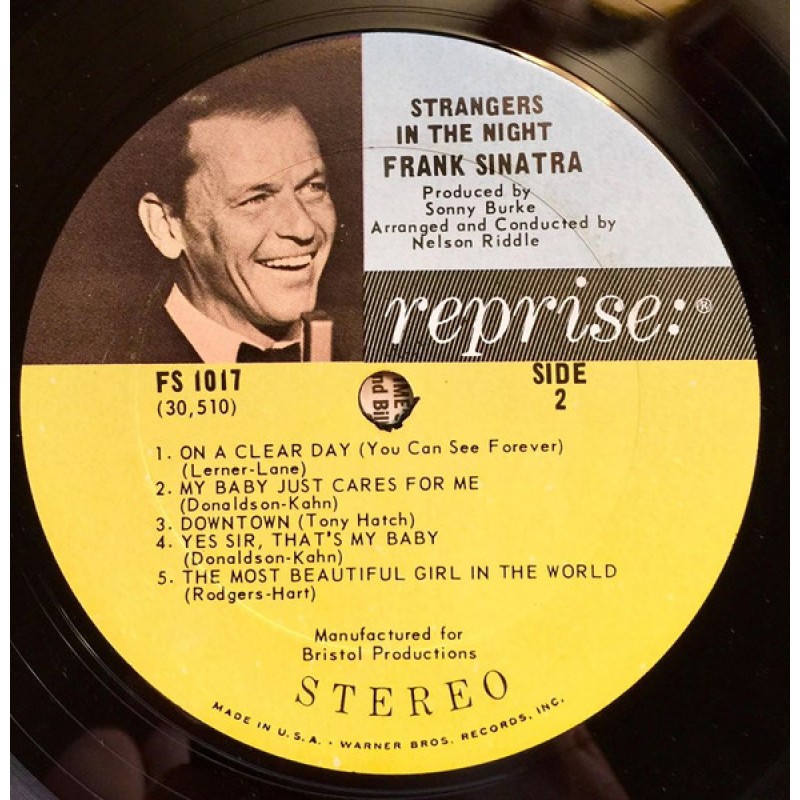 STRANGERS
IN THE NIGHT
FRANK SINATRA
Produced by
Sonny Burke
Arranged and Conducted by
Nelson Riddle
reprise:®
FS 1017
(30,510)
SIDE
2
1. ON A CLEAR DAY (You Can See Forever)
(Lerner-Lane)
2. MY BABY JUST CARES FOR ME
(Donaldson-Kahn)
3. DOWNTOWN (Tony Hatch)
4. YES SIR, THAT'S MY BABY
(Donaldson-Kahn)
5. THE MOST BEAUTIFUL GIRL IN THE WORLD
(Rodgers-Hart)
Manufactured for
Bristol Productions
STEREO
MADE IN U.S.A. • WARNER BROS. RECORDS, INC.